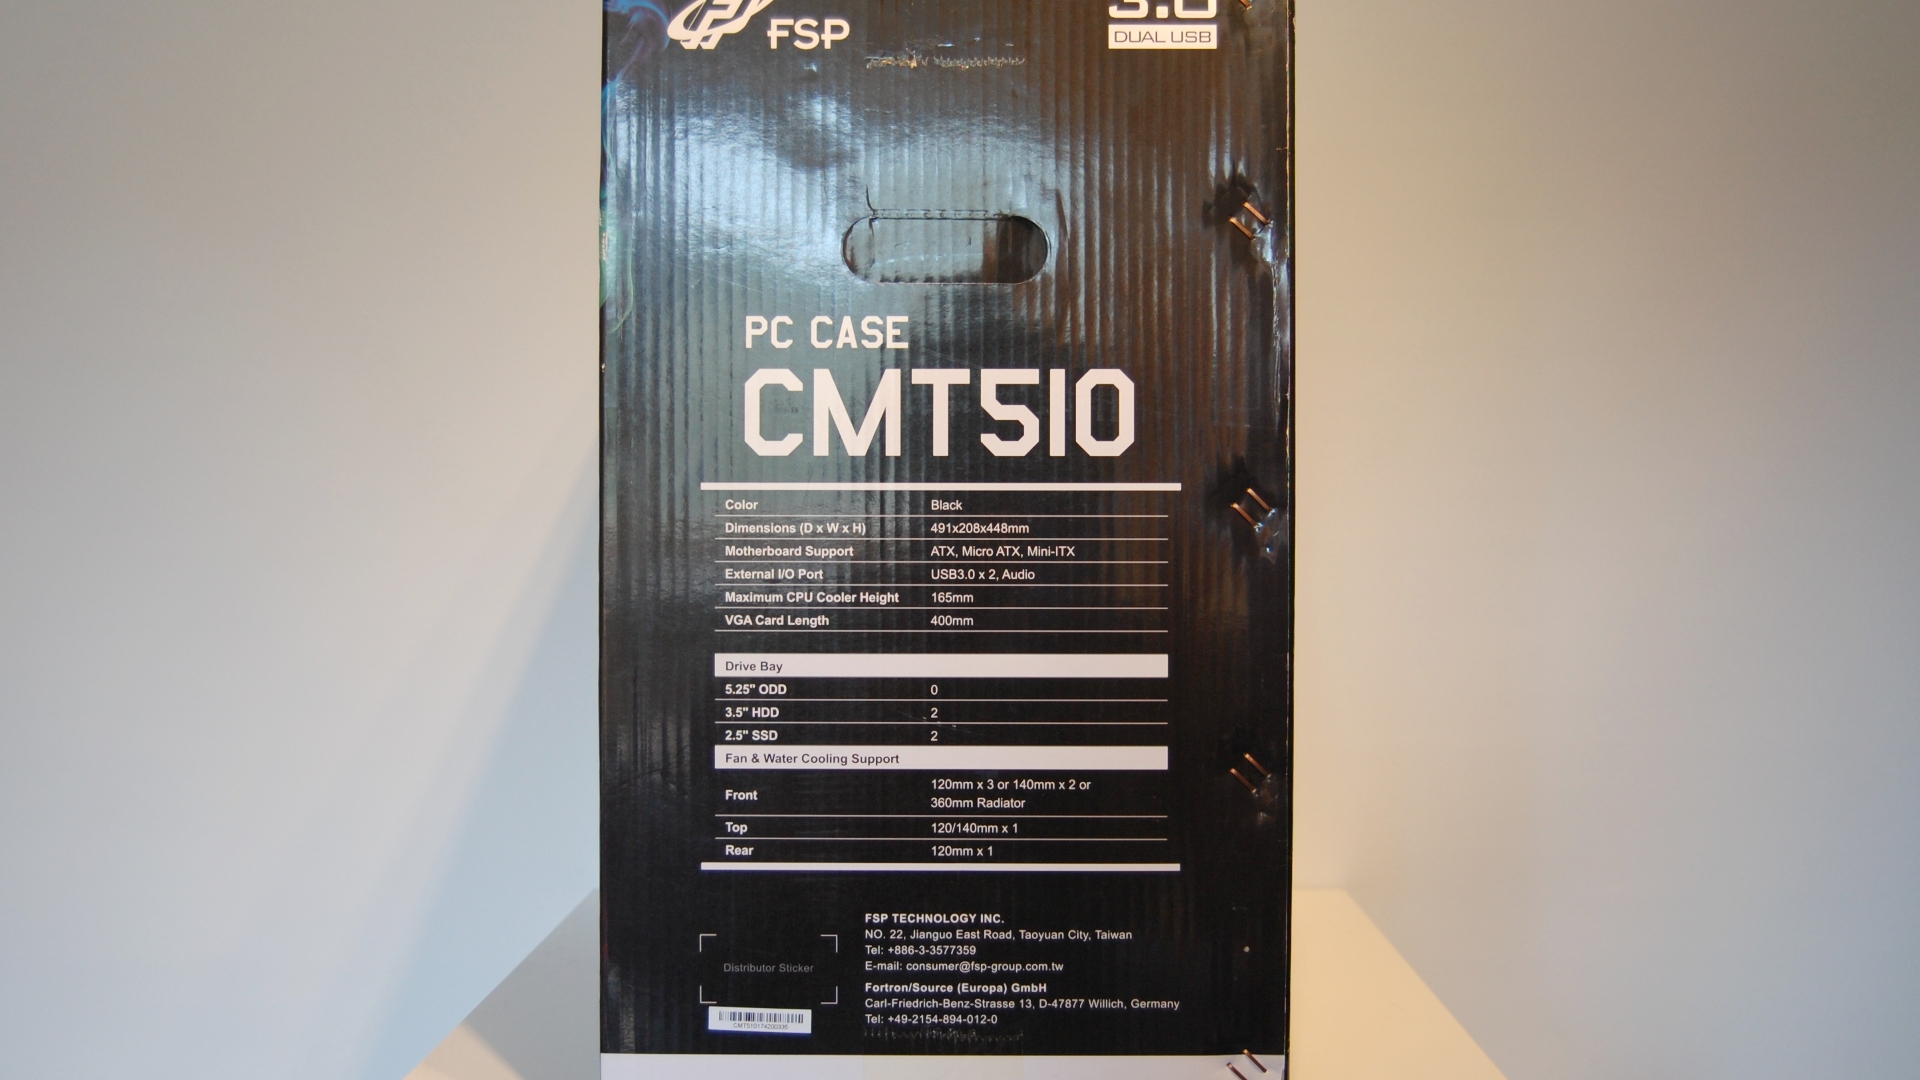 FSP
3.0
DUAL USB
PC CASE
CMT510
Color Black
Dimensions (D x W x H) 491x208x448mm
Motherboard Support ATX, Micro ATX, Mini-ITX
External I/O Port USB3.0 x 2, Audio
Maximum CPU Cooler Height 165mm
VGA Card Length 400mm
Drive Bay
5.25" ODD 0
3.5" HDD 2
2.5" SSD 2
Fan & Water Cooling Support
Front 120mm x 3 or 140mm x 2 or
360mm Radiator
Top 120/140mm x 1
Rear 120mm x 1
FSP TECHNOLOGY INC.
NO. 22, Jianguo East Road, Taoyuan City, Taiwan
Tel: +886-3-3577359
E-mail: consumer@fsp-group.com.tw
Fortron/Source (Europa) GmbH
Carl-Friedrich-Benz-Strasse 13, D-47877 Willich, Germany
Tel: +49-2154-894-012-0
Distributor Sticker